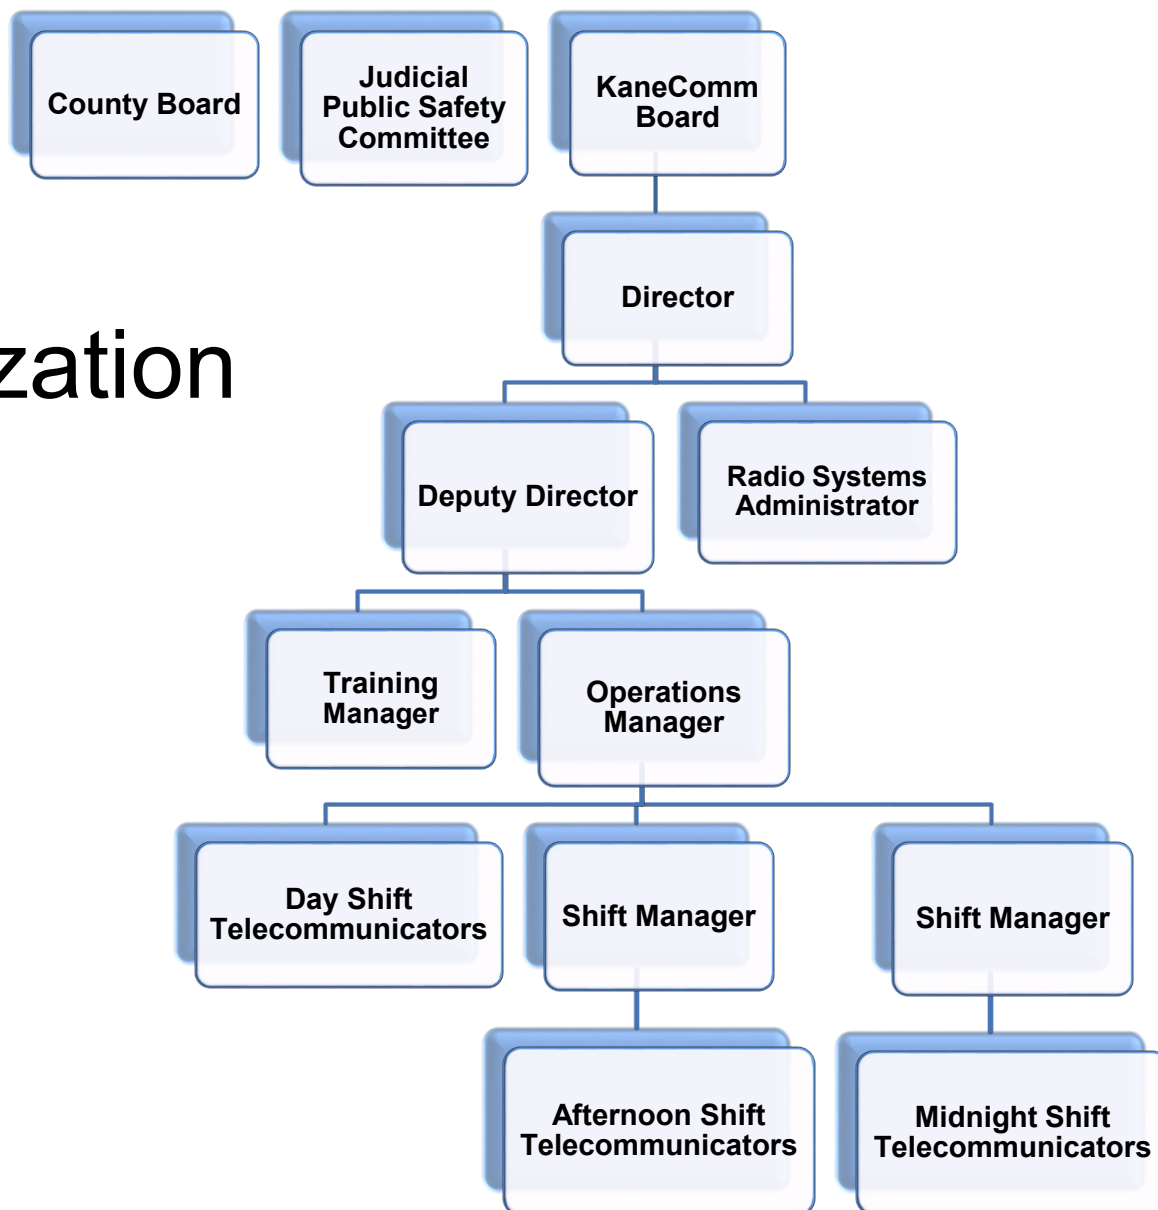 County Board
Judicial
Public Safety
Committee
KaneComm
Board
Director
zation
Deputy Director
Radio Systems
Administrator
Training
Manager
Operations
Manager
Day Shift
Telecommunicators
Shift Manager
Shift Manager
Afternoon Shift
Telecommunicators
Midnight Shift
Telecommunicators